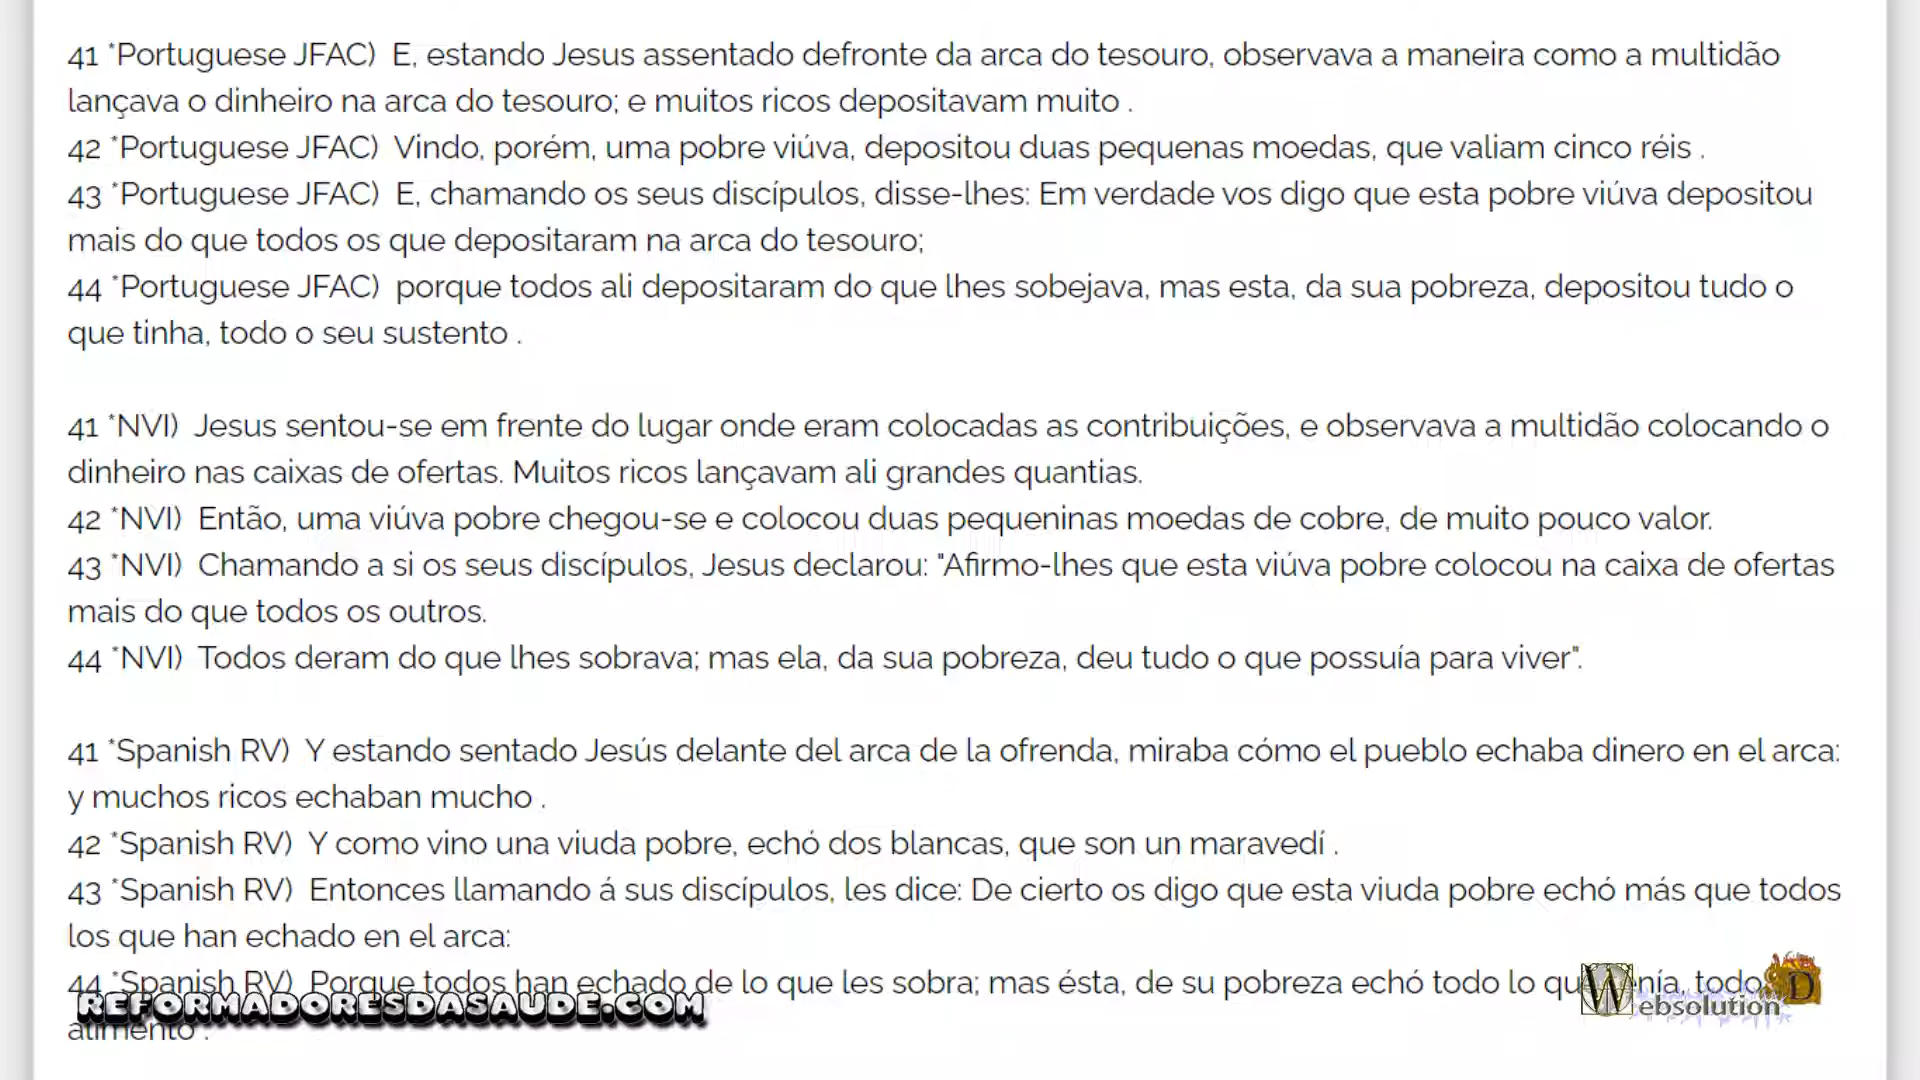 41 *Portuguese JFAC)  E, estando Jesus assentado defronte da arca do tesouro, observava a maneira como a multidão
lançava o dinheiro na arca do tesouro; e muitos ricos depositavam muito .
42 *Portuguese JFAC)  Vindo, porém, uma pobre viúva, depositou duas pequenas moedas, que valiam cinco réis .
43 *Portuguese JFAC)  E, chamando os seus discípulos, disse-lhes: Em verdade vos digo que esta pobre viúva depositou
mais do que todos os que depositaram na arca do tesouro;
44 *Portuguese JFAC)  porque todos ali depositaram do que lhes sobejava, mas esta, da sua pobreza, depositou tudo o
que tinha, todo o seu sustento .
41 *NVI)  Jesus sentou-se em frente do lugar onde eram colocadas as contribuições, e observava a multidão colocando o
dinheiro nas caixas de ofertas. Muitos ricos lançavam ali grandes quantias.
42 *NVI)  Então, uma viúva pobre chegou-se e colocou duas pequeninas moedas de cobre, de muito pouco valor.
43 *NVI)  Chamando a si os seus discípulos, Jesus declarou: "Afirmo-lhes que esta viúva pobre colocou na caixa de ofertas
mais do que todos os outros.
44 *NVI)  Todos deram do que lhes sobrava; mas ela, da sua pobreza, deu tudo o que possuía para viver".
41 *Spanish RV)  Y estando sentado Jesús delante del arca de la ofrenda, miraba cómo el pueblo echaba dinero en el arca:
y muchos ricos echaban mucho .
42 *Spanish RV)  Y como vino una viuda pobre, echó dos blancas, que son un maravedí .
43 *Spanish RV)  Entonces llamando á sus discípulos, les dice: De cierto os digo que esta viuda pobre echó más que todos
los que han echado en el arca:
44 *Spanish RV)  Porque todos han echado de lo que les sobra; mas ésta, de su pobreza echó todo lo que tenía, todo
alimento .
REFORMADORESDASAUDE.COM
Websolution D